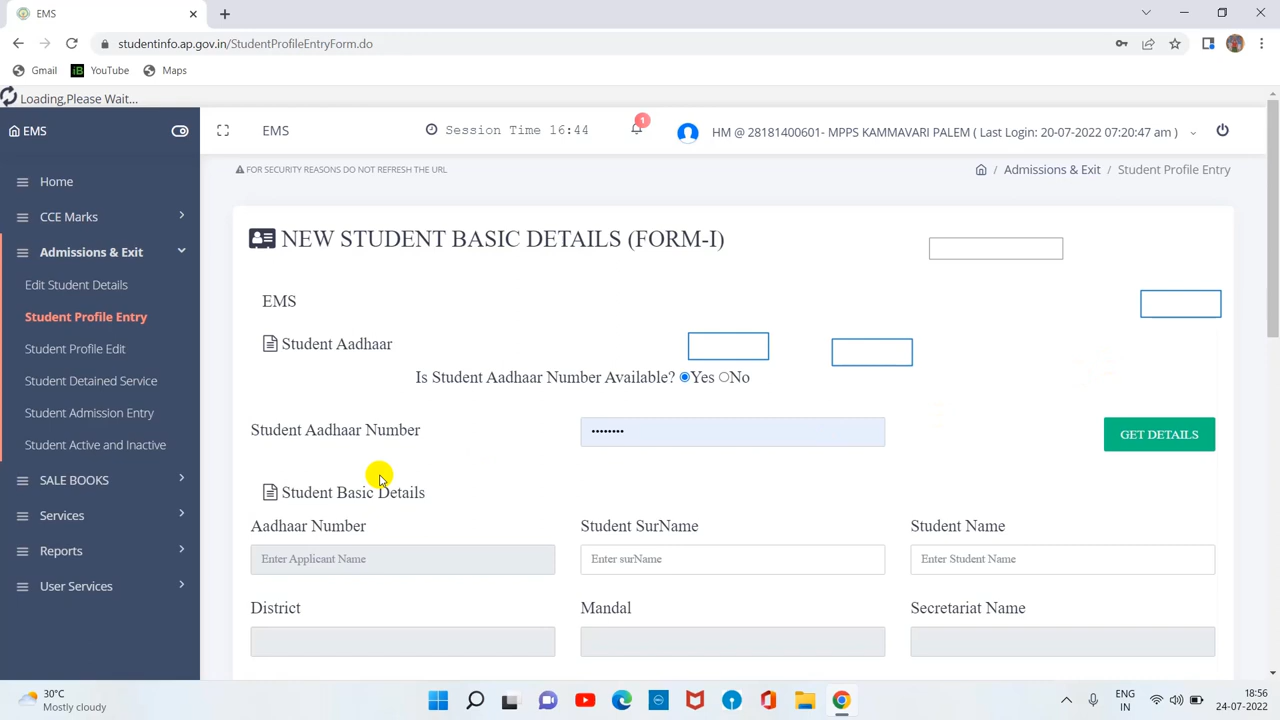 EMS
studentinfo.ap.gov.in/StudentProfileEntryForm.do
Gmail
YouTube
Maps
Loading,Please Wait...
EMS
EMS
Session Time 16:44
1
HM @ 28181400601- MPPS KAMMAVARI PALEM ( Last Login: 20-07-2022 07:20:47 am )
FOR SECURITY REASONS DO NOT REFRESH THE URL
/ Admissions & Exit / Student Profile Entry
Home
CCE Marks
Admissions & Exit
Edit Student Details
Student Profile Entry
Student Profile Edit
Student Detained Service
Student Admission Entry
Student Active and Inactive
SALE BOOKS
Services
Reports
User Services
NEW STUDENT BASIC DETAILS (FORM-I)
EMS
Student Aadhaar
Is Student Aadhaar Number Available? Yes No
Student Aadhaar Number
••••••••
GET DETAILS
Student Basic Details
Aadhaar Number
Student SurName
Student Name
Enter Applicant Name
Enter surName
Enter Student Name
District
Mandal
Secretariat Name
30°C
Mostly cloudy
ENG
IN
18:56
24-07-2022